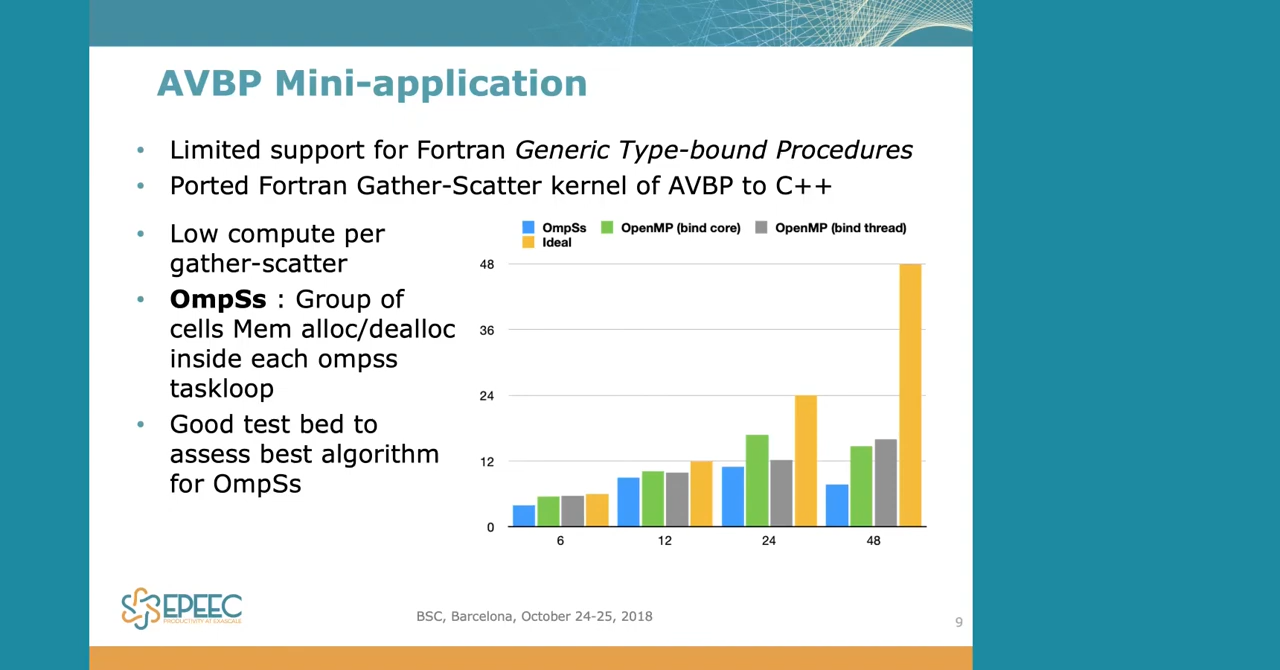 AVBP Mini-application
• Limited support for Fortran Generic Type-bound Procedures
• Ported Fortran Gather-Scatter kernel of AVBP to C++
• Low compute per
gather-scatter
• OmpSs : Group of
cells Mem alloc/dealloc
inside each ompss
taskloop
• Good test bed to
assess best algorithm
for OmpSs
OmpSs OpenMP (bind core) OpenMP (bind thread)
Ideal
48
36
24
12
0
6 12 24 48
EPEEC
PRODUCTIVITY AT EXASCALE
BSC, Barcelona, October 24-25, 2018
9